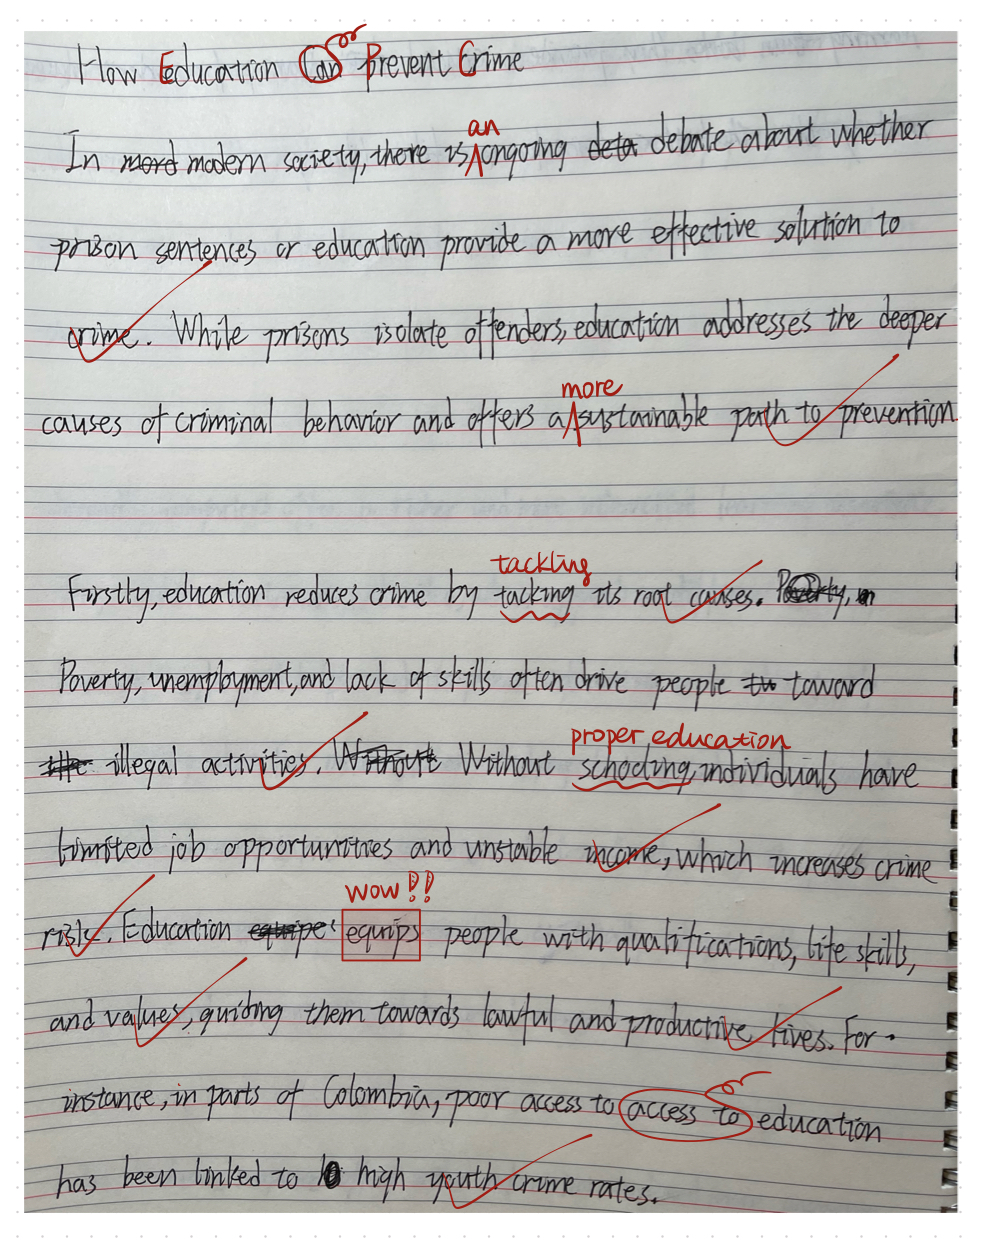 How Education Can Prevent Crime
an
In mord modern society, there is ongoing deta debate about whether
prison sentences or education provide a more effective solution to
crime. While prisons isolate offenders, education addresses the deeper
more
causes of criminal behavior and offers a sustainable path to prevention
tackling
Firstly, education reduces crime by tacking its root causes. Poverty, an
Poverty, unemployment, and lack of skills often drive people to toward
the illegal activities. Without Without schooling, individuals have
proper education
limited job opportunities and unstable income, which increases crime
wow!!
risk. Education equipe equips people with qualifications, life skills,
and values, guiding them towards lawful and productive lives. For
instance, in parts of Colombia, poor access to access to education
has been linked to high youth crime rates.